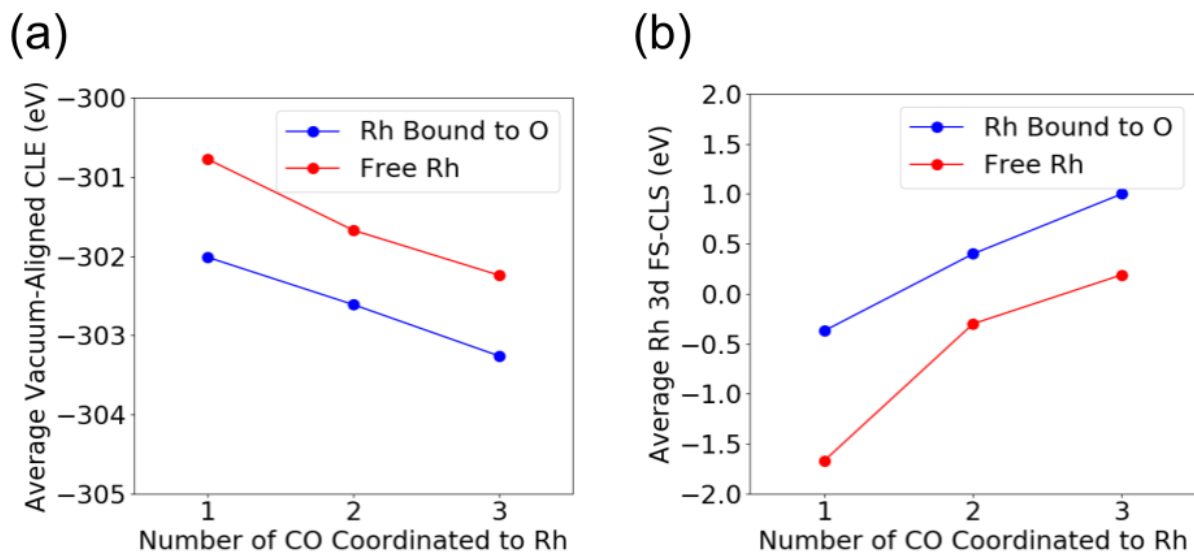 (a)
Average Vacuum-Aligned CLE (eV)
−300
−301
−302
−303
−304
−305
Rh Bound to O
Free Rh
1 2 3
Number of CO Coordinated to Rh
(b)
Average Rh 3d FS-CLS (eV)
2.0
1.5
1.0
0.5
0.0
−0.5
−1.0
−1.5
−2.0
Rh Bound to O
Free Rh
1 2 3
Number of CO Coordinated to Rh